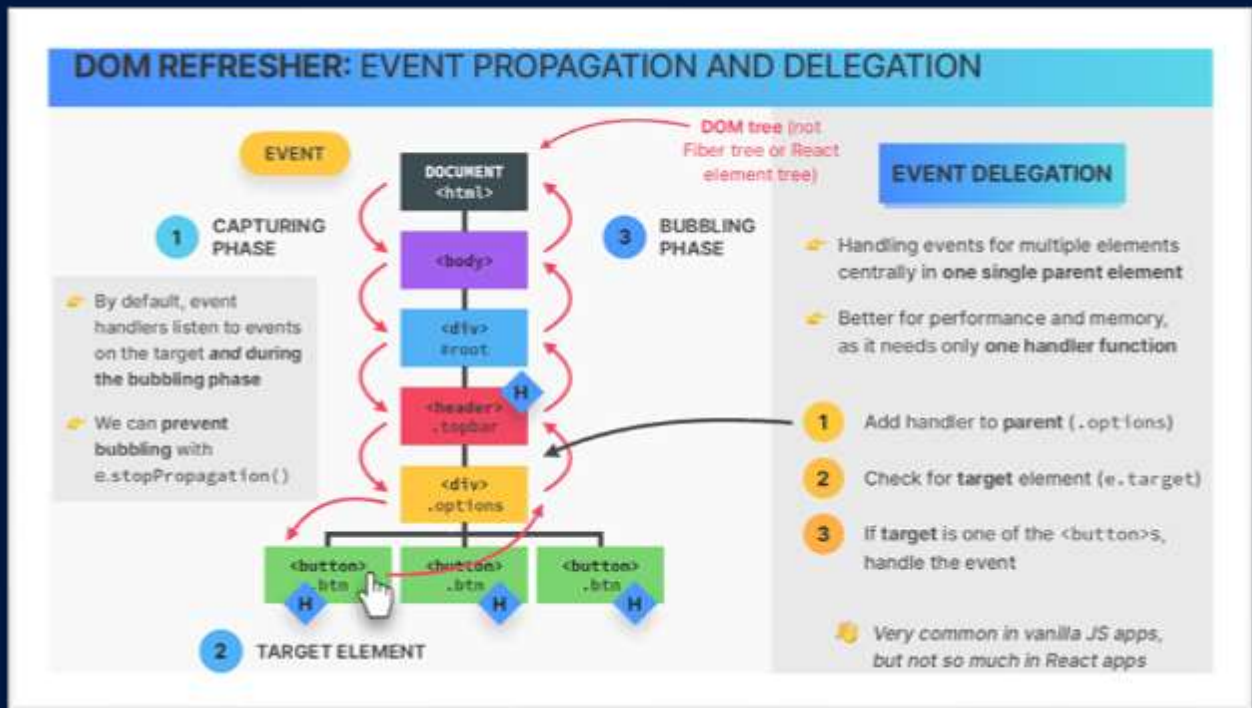 DOM REFRESHER: EVENT PROPAGATION AND DELEGATION
EVENT
DOM tree (not
Fiber tree or React
element tree)
DOCUMENT
<html>
1
CAPTURING
PHASE
3
BUBBLING
PHASE
<body>
👉 By default, event
handlers listen to events
on the target and during
the bubbling phase
👉 We can prevent
bubbling with
e.stopPropagation()
<div>
#root
H
<header>
.topbar
<div>
.options
<button>
.btn
H
<button>
.btn
H
<button>
.btn
H
2
TARGET ELEMENT
EVENT DELEGATION
👉 Handling events for multiple elements
centrally in one single parent element
👉 Better for performance and memory,
as it needs only one handler function
1 Add handler to parent (.options)
2 Check for target element (e.target)
3 If target is one of the <button>s,
handle the event
👋 Very common in vanilla JS apps,
but not so much in React apps